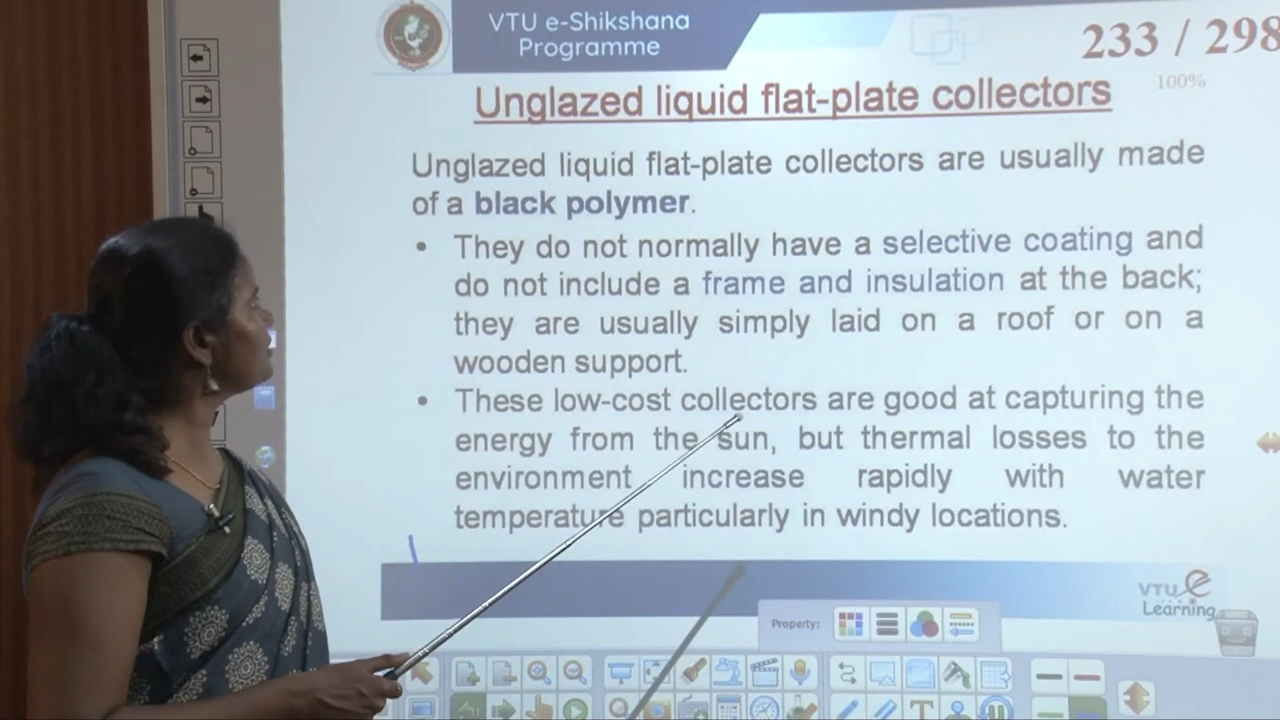 VTU e-Shikshana
Programme
233 / 298
100%
Unglazed liquid flat-plate collectors
Unglazed liquid flat-plate collectors are usually made
of a black polymer.
• They do not normally have a selective coating and
do not include a frame and insulation at the back;
they are usually simply laid on a roof or on a
wooden support.
• These low-cost collectors are good at capturing the
energy from the sun, but thermal losses to the
environment increase rapidly with water
temperature particularly in windy locations.
VTU e
Learning
Property: